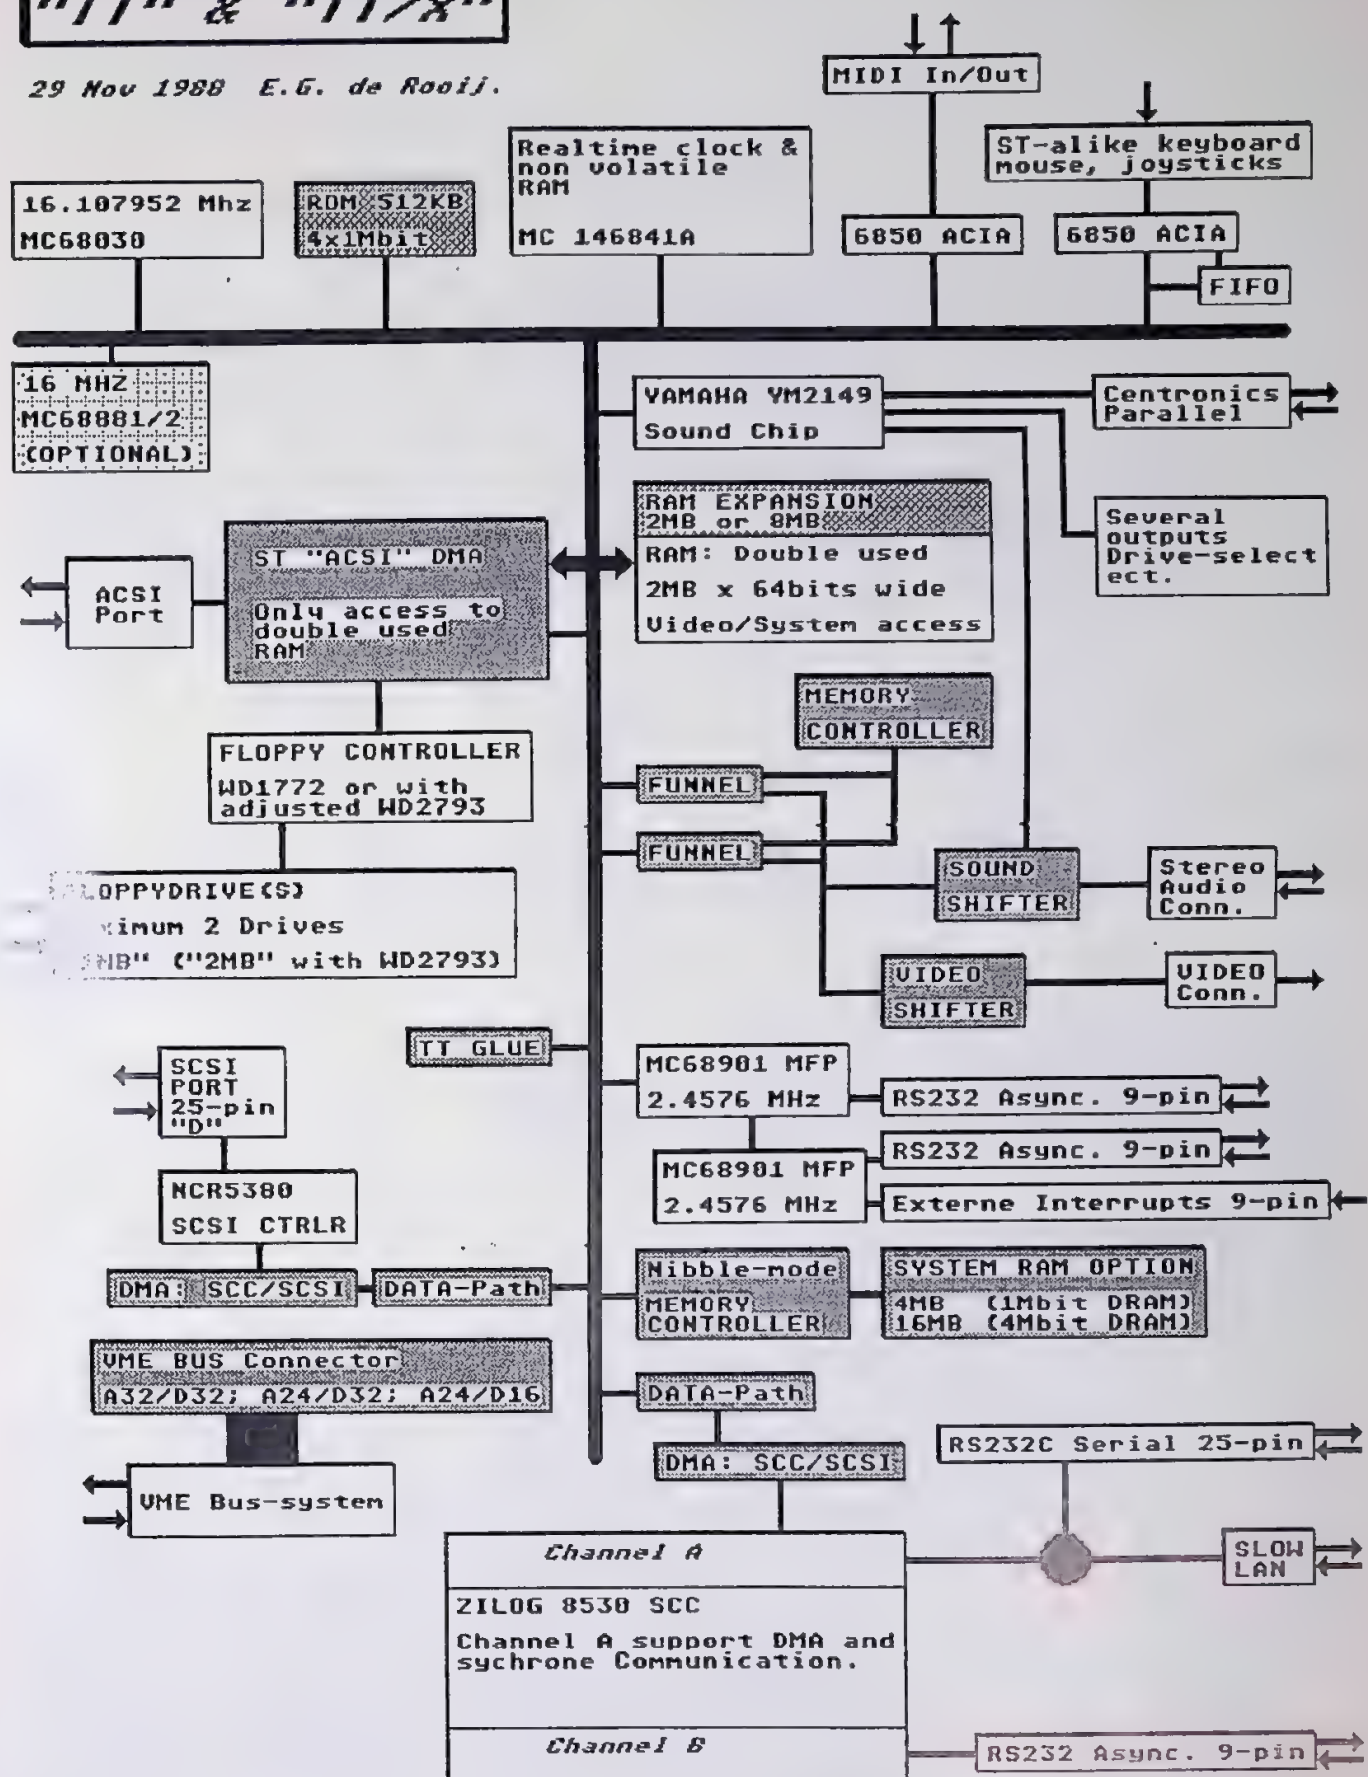 "TT" & "TT/X"
29 Nov 1988 E.G. de Rooij.
MIDI In/Out
ST-alike keyboard
mouse, joysticks
Realtime clock &
non volatile
RAM
MC 146841A
16.107952 Mhz
MC68030
ROM 512KB
4x1Mbit
6850 ACIA
6850 ACIA
FIFO
16 MHZ
MC68881/2
(OPTIONAL)
YAMAHA YM2149
Sound Chip
Centronics
Parallel
Several
outputs
Drive-select
ect.
RAM EXPANSION
2MB or 8MB
RAM: Double used
2MB x 64bits wide
Video/System access
ST "ACSI" DMA
Only access to
double used
RAM
ACSI
Port
FLOPPY CONTROLLER
WD1772 or with
adjusted WD2793
MEMORY
CONTROLLER
FUNNEL
FUNNEL
SOUND
SHIFTER
Stereo
Audio
Conn.
VIDEO
SHIFTER
VIDEO
Conn.
LOPPYDRIVE(S)
ximum 2 Drives
MB" ("2MB" with WD2793)
TT GLUE
SCSI
PORT
25-pin
"D"
NCR5380
SCSI CTRLR
DMA: SCC/SCSI
DATA-Path
MC68901 MFP
2.4576 MHz
RS232 Async. 9-pin
MC68901 MFP
2.4576 MHz
RS232 Async. 9-pin
Externe Interrupts 9-pin
Nibble-mode
MEMORY
CONTROLLER
SYSTEM RAM OPTION
4MB (1Mbit DRAM)
16MB (4Mbit DRAM)
VME BUS Connector
A32/D32; A24/D32; A24/D16
VME Bus-system
DATA-Path
DMA: SCC/SCSI
RS232C Serial 25-pin
SLOW
LAN
Channel A
ZILOG 8530 SCC
Channel A support DMA and
sychrone Communication.
Channel B
RS232 Async. 9-pin